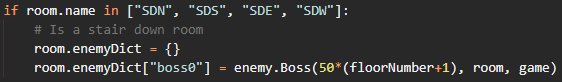 if room.name in ["SDN", "SDS", "SDE", "SDW"]:
    # Is a stair down room
    room.enemyDict = {}
    room.enemyDict["boss0"] = enemy.Boss(50*(floorNumber+1), room, game)